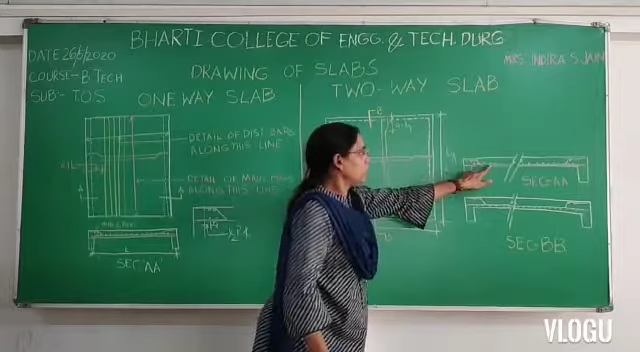 BHARTI COLLEGE OF ENGG. & TECH. DURG
DATE 26/5/2020
COURSE:- B.TECH
SUB:- T.O.S
MRS. INDIRA S JAIN
DRAWING OF SLABS
ONE WAY SLAB
TWO-WAY SLAB
DETAIL OF DIST BARS
ALONG THIS LINE
DETAIL OF MAIN BARS
ALONG THIS LINE
SEC 'AA'
B
A
A
L
SEC-AA
SEC-BB
VLOGU